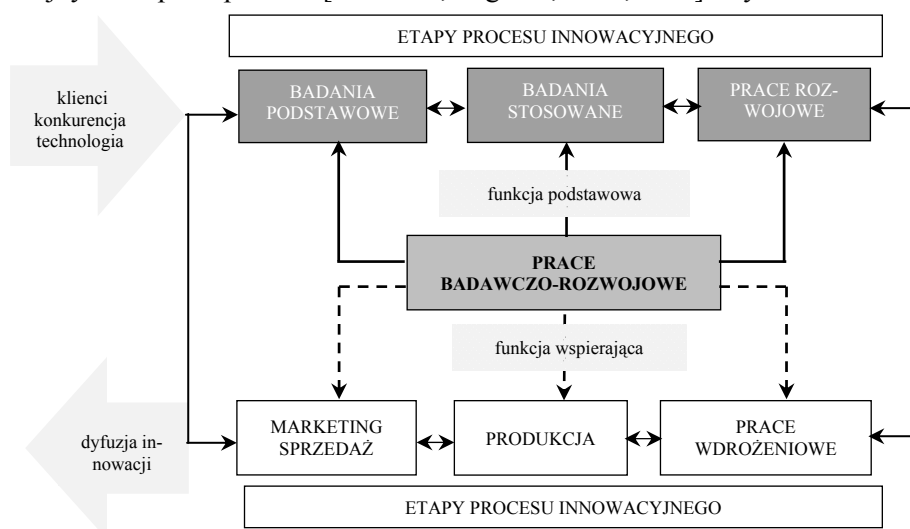 ETAPY PROCESU INNOWACYJNEGO
klienci
konkurencja
technologia
BADANIA
PODSTAWOWE
BADANIA
STOSOWANE
PRACE ROZ-
WOJOWE
funkcja podstawowa
PRACE
BADAWCZO-ROZWOJOWE
funkcja wspierająca
dyfuzja in-
nowacji
MARKETING
SPRZEDAŻ
PRODUKCJA
PRACE
WDROŻENIOWE
ETAPY PROCESU INNOWACYJNEGO